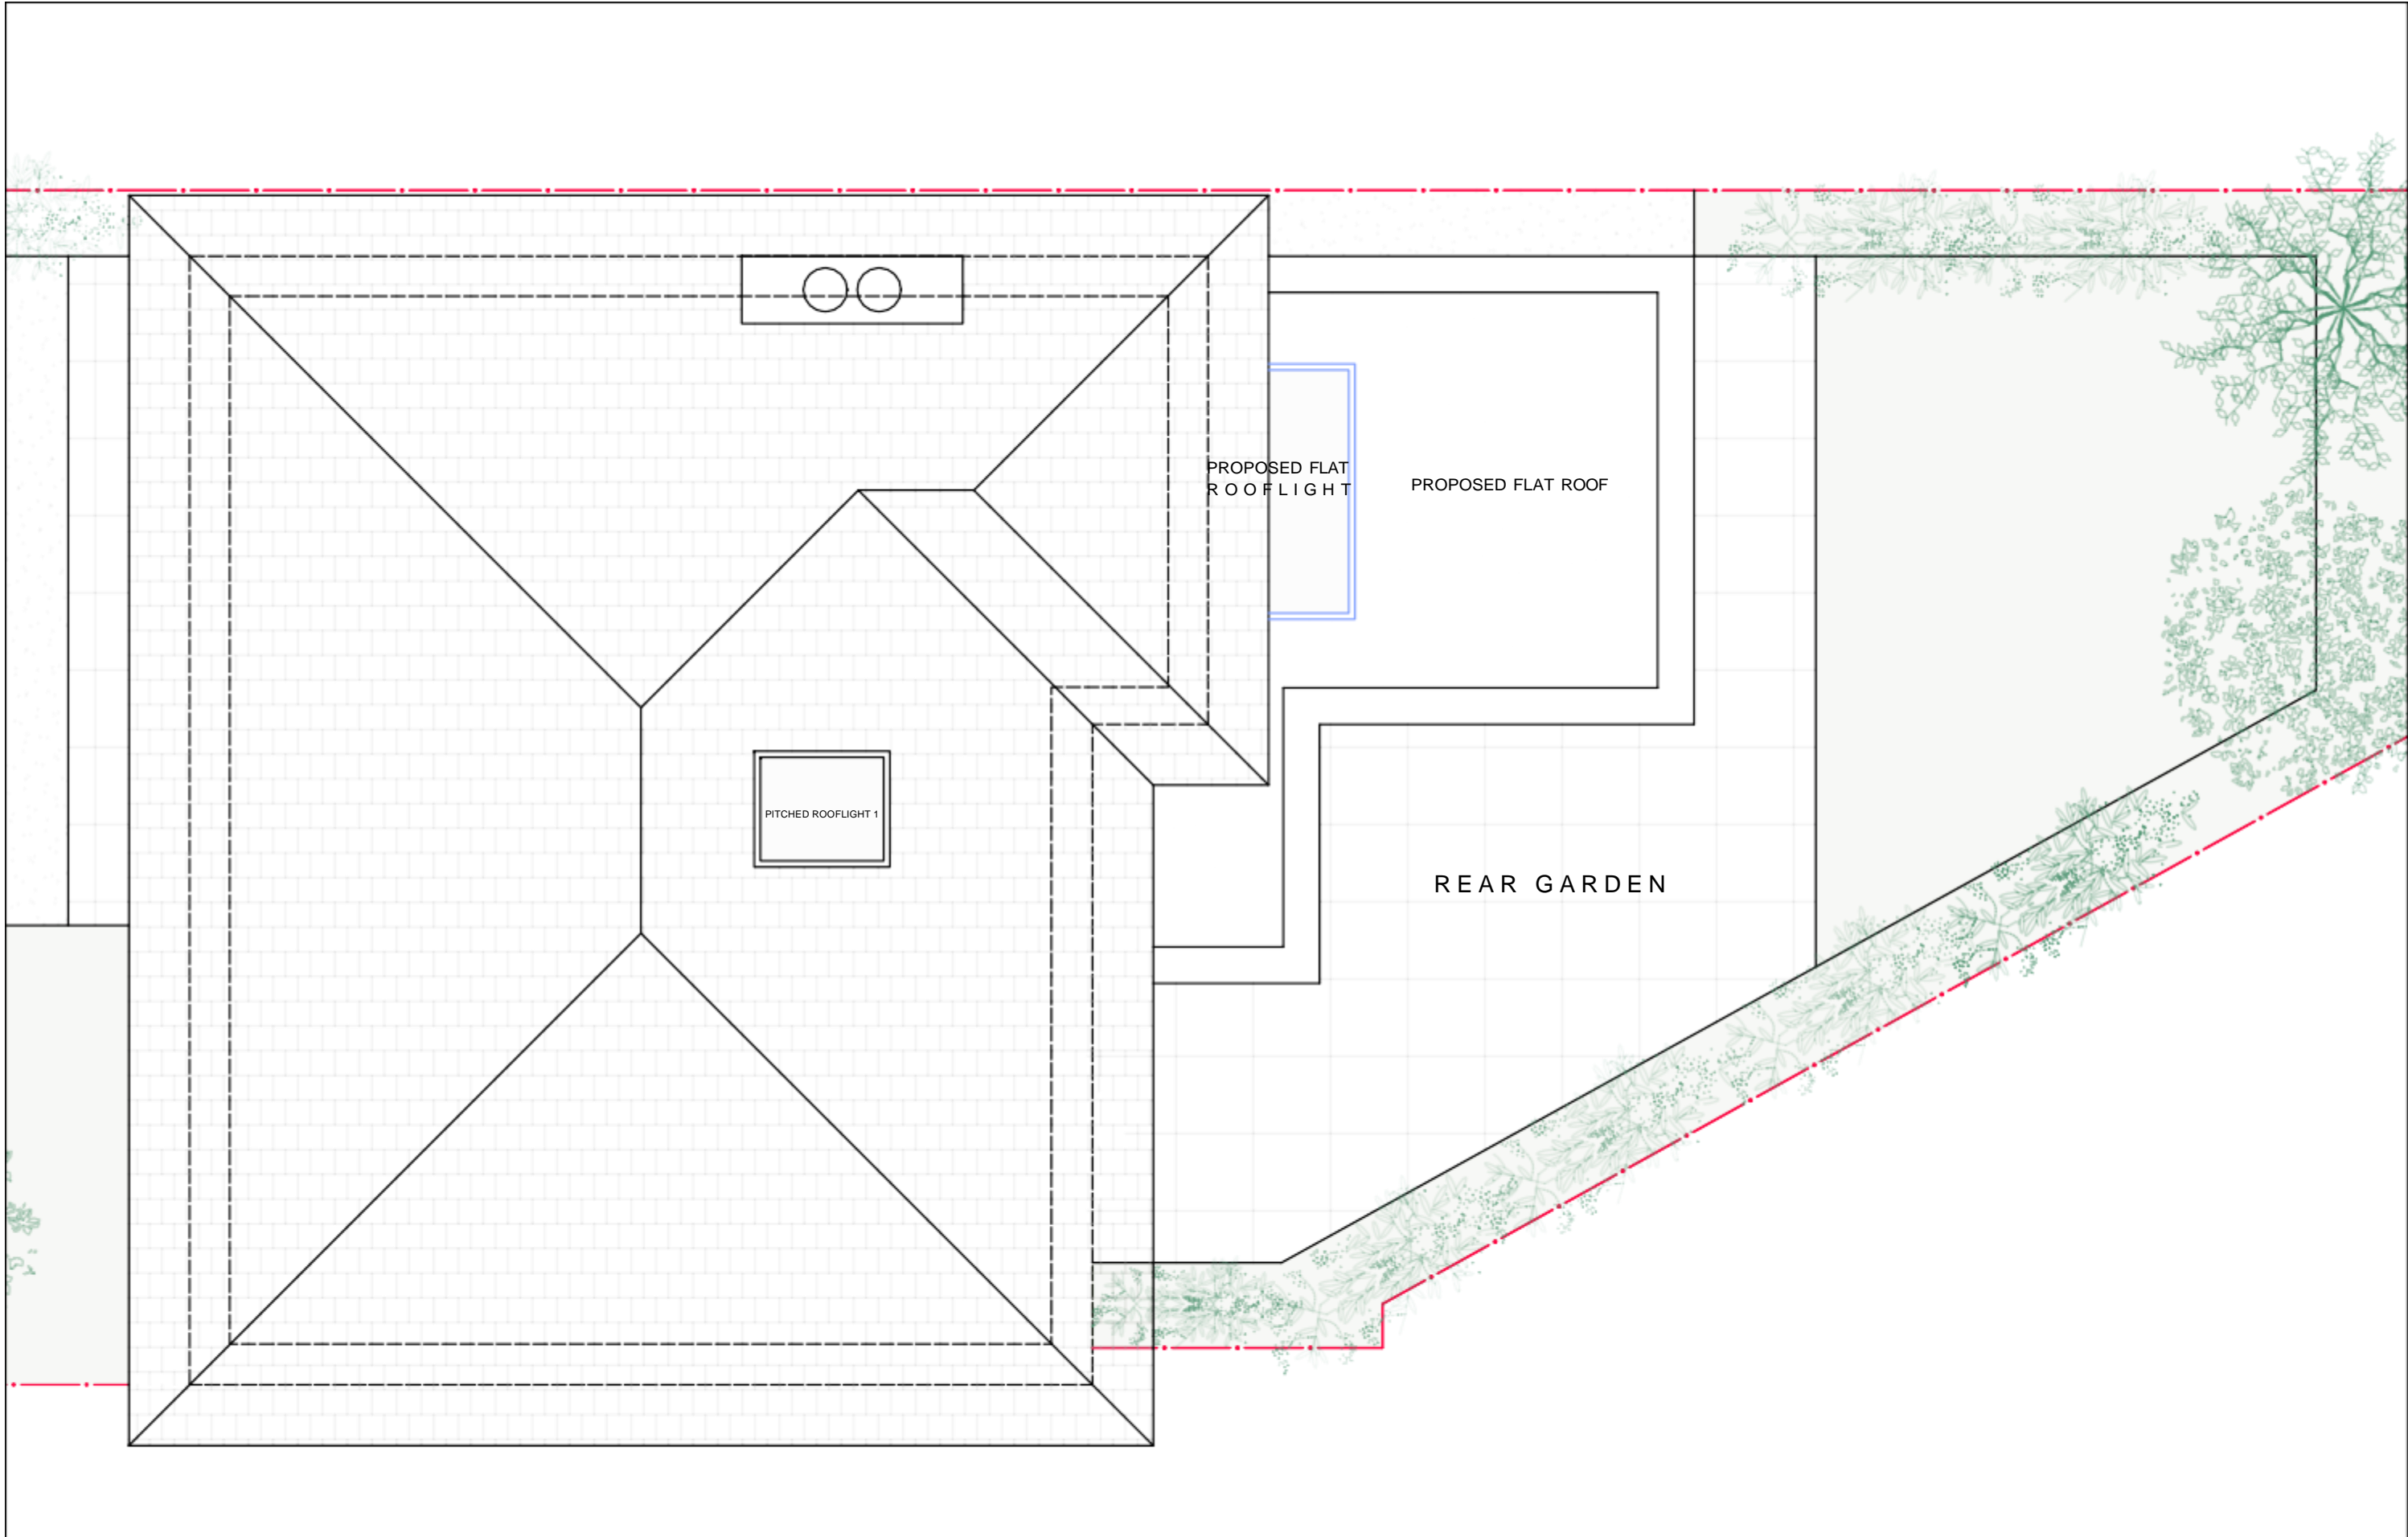 PROPOSED FLAT
ROOFLIGHT
PROPOSED FLAT ROOF
PITCHED ROOFLIGHT 1
REAR GARDEN